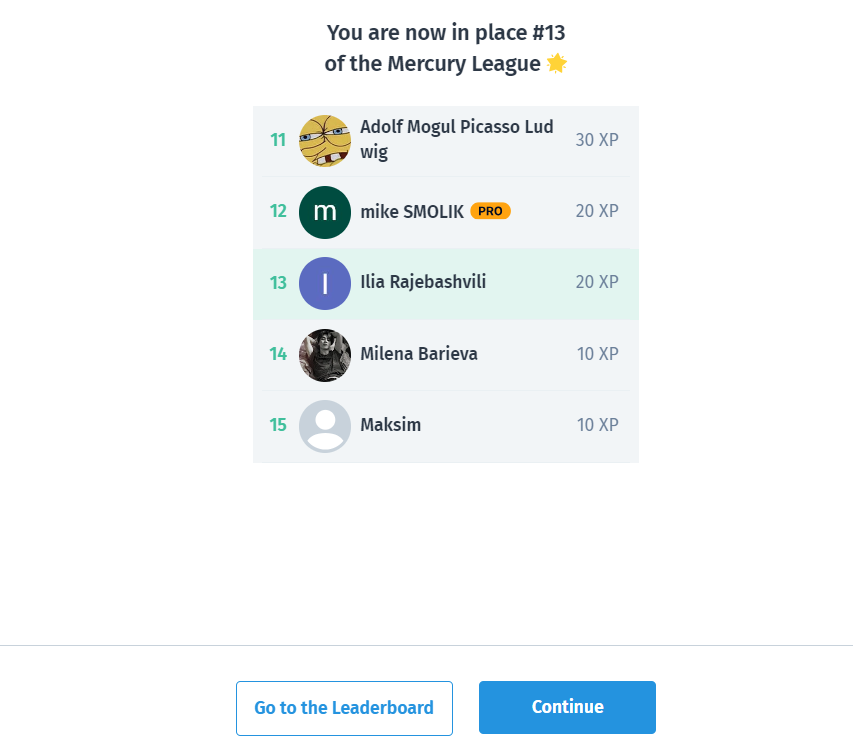 You are now in place #13
of the Mercury League 🌟
11 Adolf Mogul Picasso Lud 30 XP
wig
12 m mike SMOLIK PRO 20 XP
13 I Ilia Rajebashvili 20 XP
14 Milena Barieva 10 XP
15 Maksim 10 XP
Go to the Leaderboard Continue